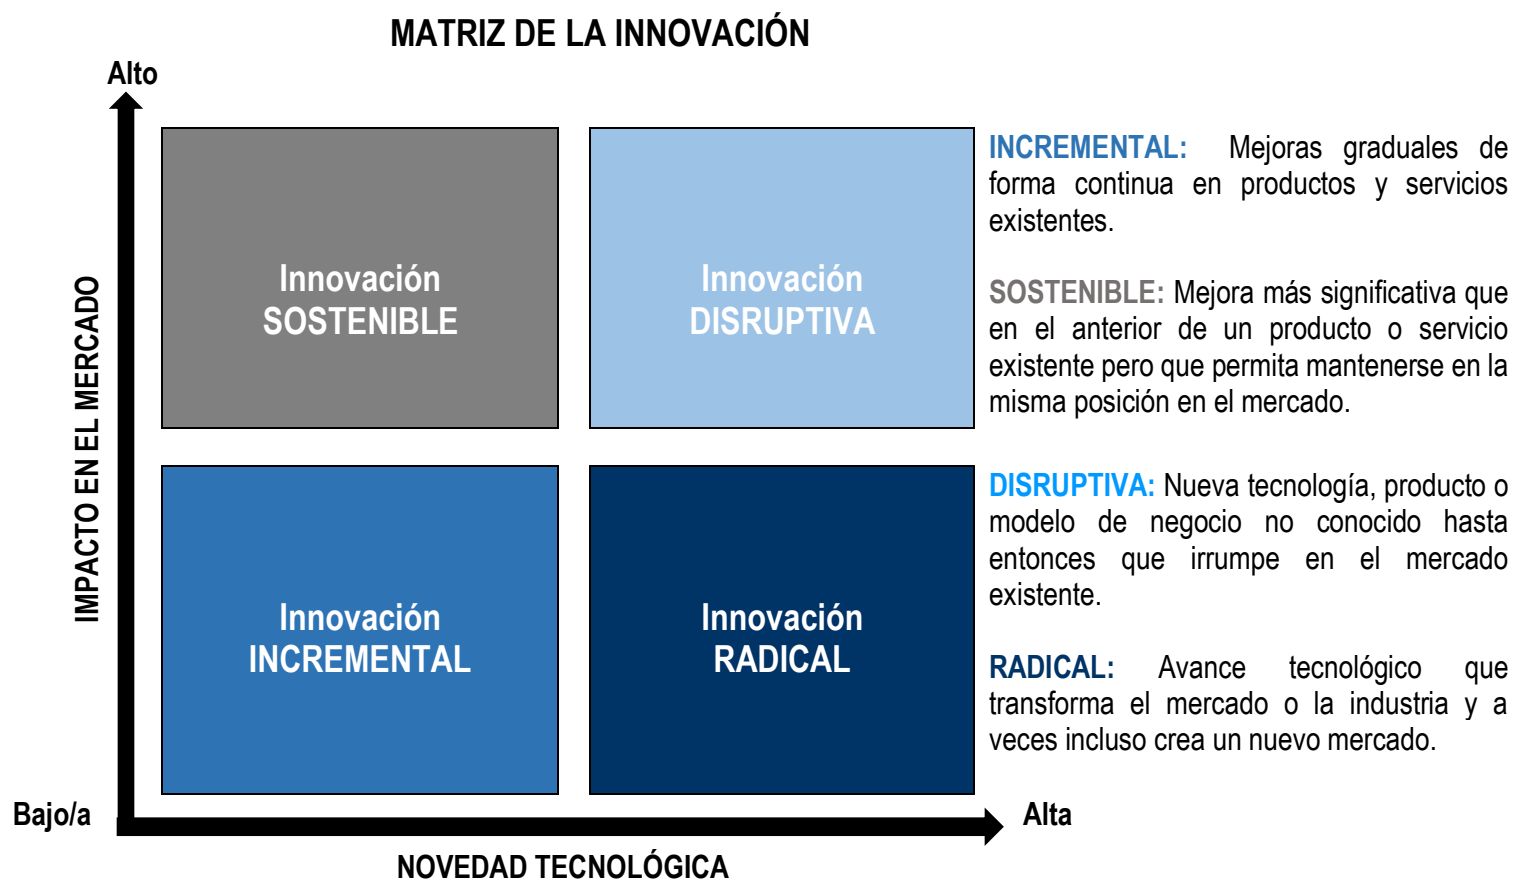 MATRIZ DE LA INNOVACIÓN
Alto
IMPACTO EN EL MERCADO
Innovación
SOSTENIBLE
Innovación
DISRUPTIVA
Innovación
INCREMENTAL
Innovación
RADICAL
Bajo/a
Alta
NOVEDAD TECNOLÓGICA
INCREMENTAL: Mejoras graduales de
forma continua en productos y servicios
existentes.
SOSTENIBLE: Mejora más significativa que
en el anterior de un producto o servicio
existente pero que permita mantenerse en la
misma posición en el mercado.
DISRUPTIVA: Nueva tecnología, producto o
modelo de negocio no conocido hasta
entonces que irrumpe en el mercado
existente.
RADICAL: Avance tecnológico que
transforma el mercado o la industria y a
veces incluso crea un nuevo mercado.